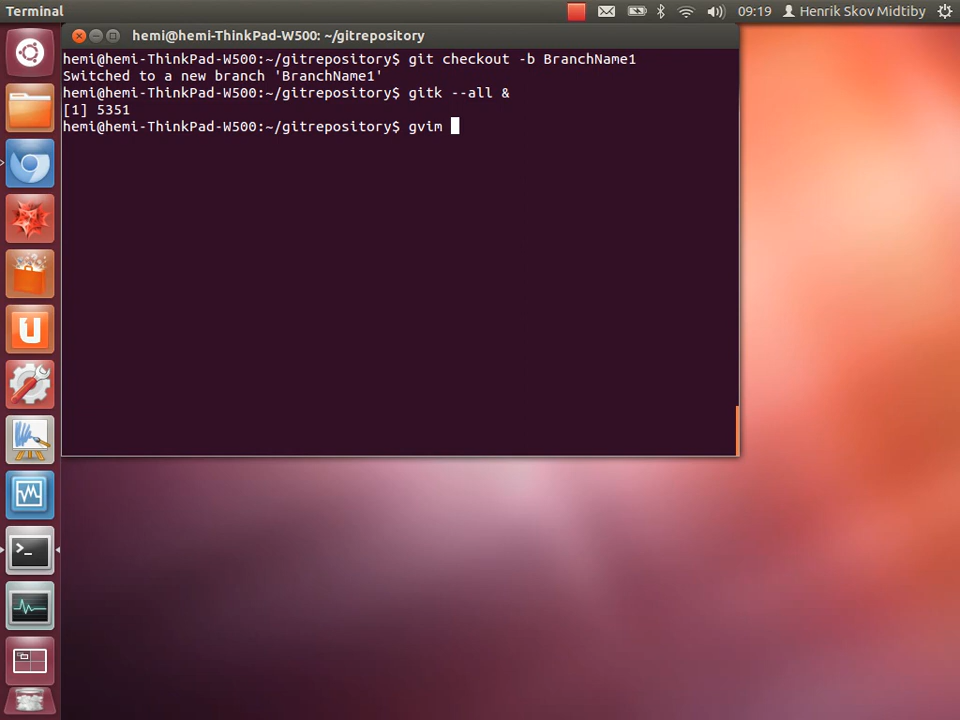 Terminal
09:19
Henrik Skov Midtiby
hemi@hemi-ThinkPad-W500: ~/gitrepository
hemi@hemi-ThinkPad-W500:~/gitrepository$ git checkout -b BranchName1
Switched to a new branch 'BranchName1'
hemi@hemi-ThinkPad-W500:~/gitrepository$ gitk --all &
[1] 5351
hemi@hemi-ThinkPad-W500:~/gitrepository$ gvim